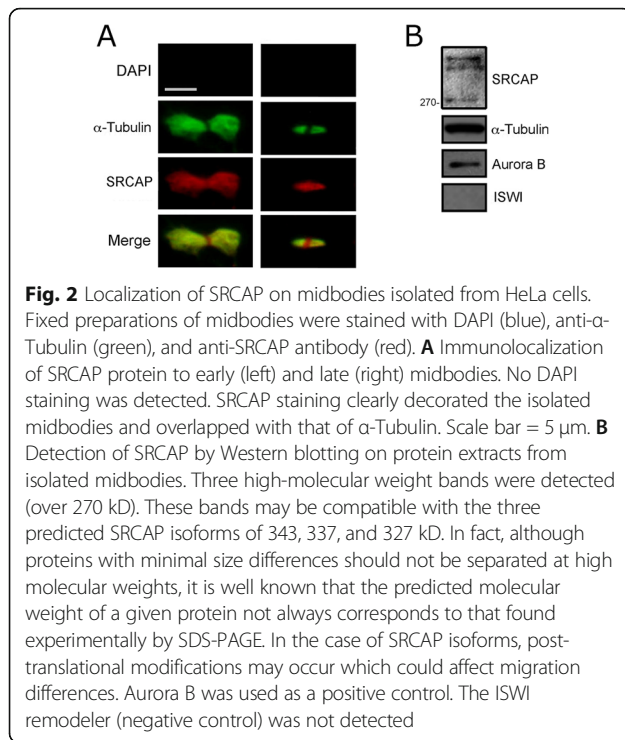 A
B
DAPI
α-Tubulin
SRCAP
Merge
270-
SRCAP
α-Tubulin
Aurora B
ISWI
Fig. 2 Localization of SRCAP on midbodies isolated from HeLa cells.
Fixed preparations of midbodies were stained with DAPI (blue), anti-α-
Tubulin (green), and anti-SRCAP antibody (red). A Immunolocalization
of SRCAP protein to early (left) and late (right) midbodies. No DAPI
staining was detected. SRCAP staining clearly decorated the isolated
midbodies and overlapped with that of α-Tubulin. Scale bar = 5 μm. B
Detection of SRCAP by Western blotting on protein extracts from
isolated midbodies. Three high-molecular weight bands were detected
(over 270 kD). These bands may be compatible with the three
predicted SRCAP isoforms of 343, 337, and 327 kD. In fact, although
proteins with minimal size differences should not be separated at high
molecular weights, it is well known that the predicted molecular
weight of a given protein not always corresponds to that found
experimentally by SDS-PAGE. In the case of SRCAP isoforms, post-
translational modifications may occur which could affect migration
differences. Aurora B was used as a positive control. The ISWI
remodeler (negative control) was not detected